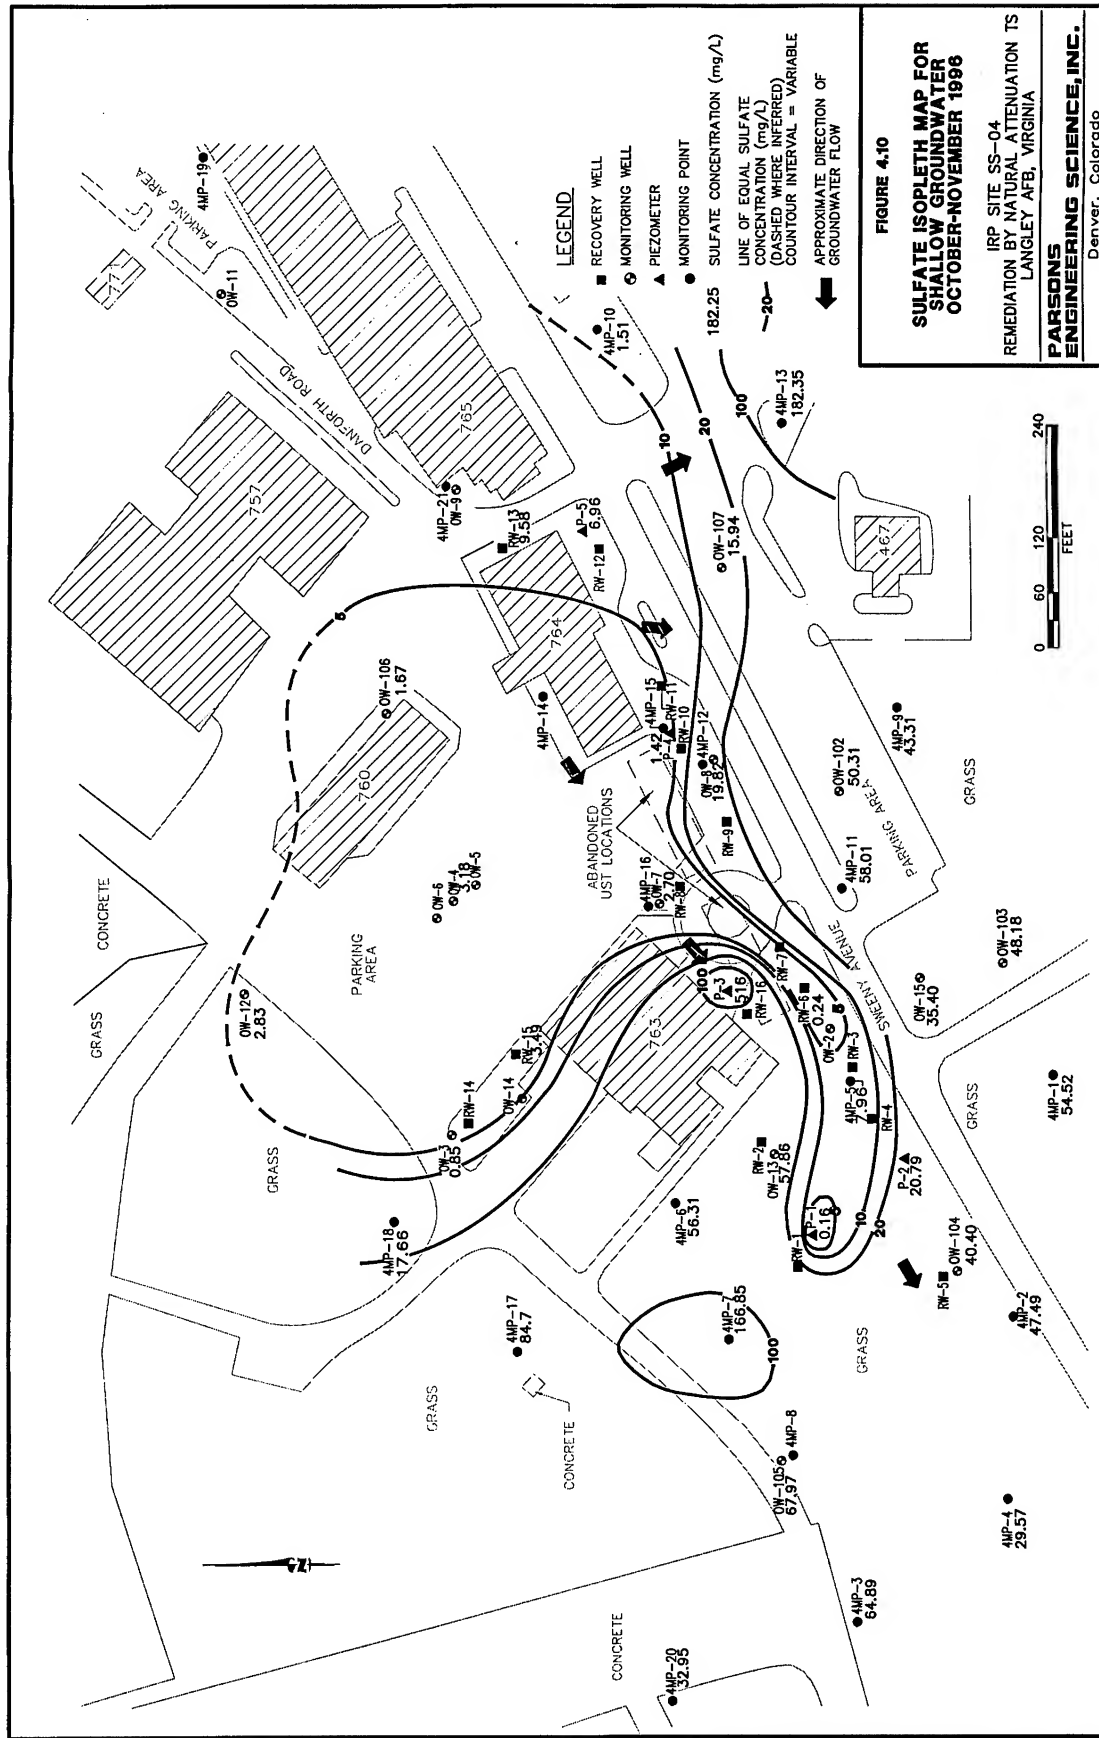 CONCRETE
GRASS
PARKING AREA
4MP-19
OW-11
DANFORTH ROAD
757
765
4MP-21
OW-9
RW-13
9.58
P-5
6.96
RW-12
764
5
OW-106
1.67
760
4MP-14
4MP-15
1.42
P-4
RW-11
RW-10
4MP-12
OW-8
19.82
RW-9
ABANDONED
UST LOCATIONS
OW-6
OW-4
3.18
OW-5
4MP-16
OW-7
2.70
RW-8
PARKING
AREA
OW-12
2.83
GRASS
RW-15
3.49
RW-14
OW-14
OW-3
0.85
763
100
P-3
516
RW-16
RW-7
RW-6
0.24
OW-2
5
RW-3
4MP-5
7.96
RW-4
RW-2
OW-13
57.86
P-2
20.79
RW-1
P-1
0.16
5
10
20
4MP-6
56.31
4MP-18
17.66
4MP-17
84.7
GRASS
CONCRETE
4MP-7
166.85
100
GRASS
OW-105
67.97
4MP-8
RW-5
OW-104
40.40
4MP-2
47.49
4MP-4
29.57
4MP-3
64.89
4MP-20
32.95
CONCRETE
N
4MP-10
1.51
10
20
100
4MP-13
182.35
OW-107
15.94
467
4MP-9
43.31
OW-102
50.31
PARKING AREA
4MP-11
58.01
GRASS
SWEENY AVENUE
OW-103
48.18
OW-15
35.40
GRASS
4MP-1
54.52
LEGEND
RECOVERY WELL
MONITORING WELL
PIEZOMETER
MONITORING POINT
182.25 SULFATE CONCENTRATION (mg/L)
20 LINE OF EQUAL SULFATE
CONCENTRATION (mg/L)
(DASHED WHERE INFERRED)
COUNTOUR INTERVAL = VARIABLE
APPROXIMATE DIRECTION OF
GROUNDWATER FLOW
0 60 120 240
FEET
FIGURE 4.10
SULFATE ISOPLETH MAP FOR
SHALLOW GROUNDWATER
OCTOBER-NOVEMBER 1996
IRP SITE SS-04
REMEDIATION BY NATURAL ATTENUATION TS
LANGLEY AFB, VIRGINIA
PARSONS
ENGINEERING SCIENCE, INC.
Denver, Colorado